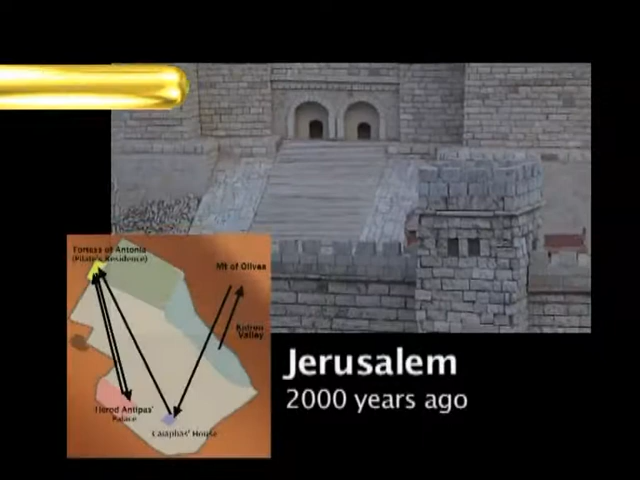 Fortress of Antonia
(Pilate's Residence)
Mt of Olives
Kidron
Valley
Herod Antipas'
Palace
Caiaphas' House
Jerusalem
2000 years ago